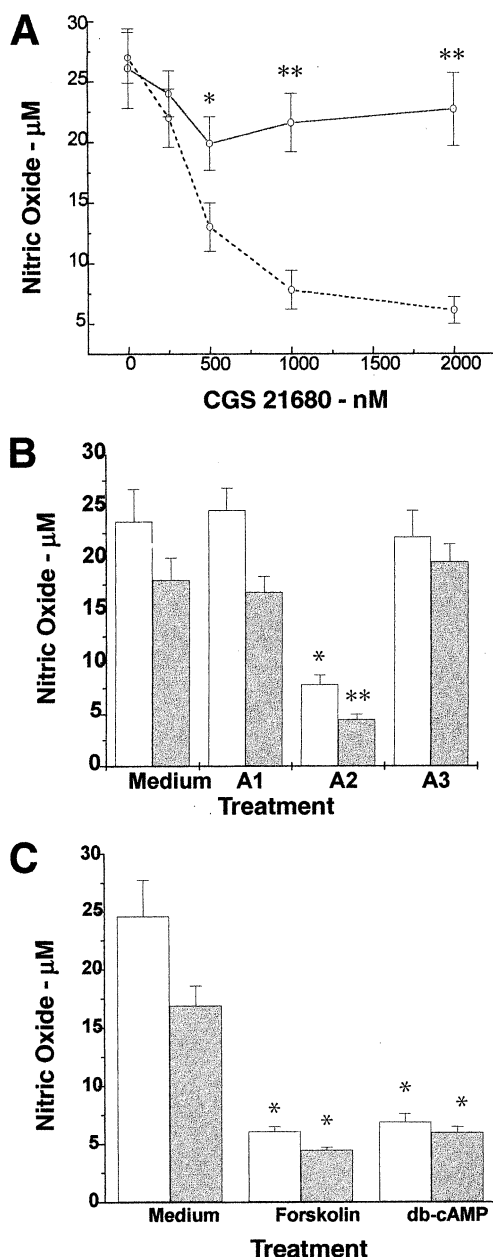 A
30
25
20
15
10
5
Nitric Oxide - µM
*
**
**
0
500
1000
1500
2000
CGS 21680 - nM
B
30
25
20
15
10
5
0
Nitric Oxide - µM
*
**
Medium
A1
A2
A3
Treatment
C
30
25
20
15
10
5
0
Nitric Oxide - µM
*
*
*
*
Medium
Forskolin
db-cAMP
Treatment